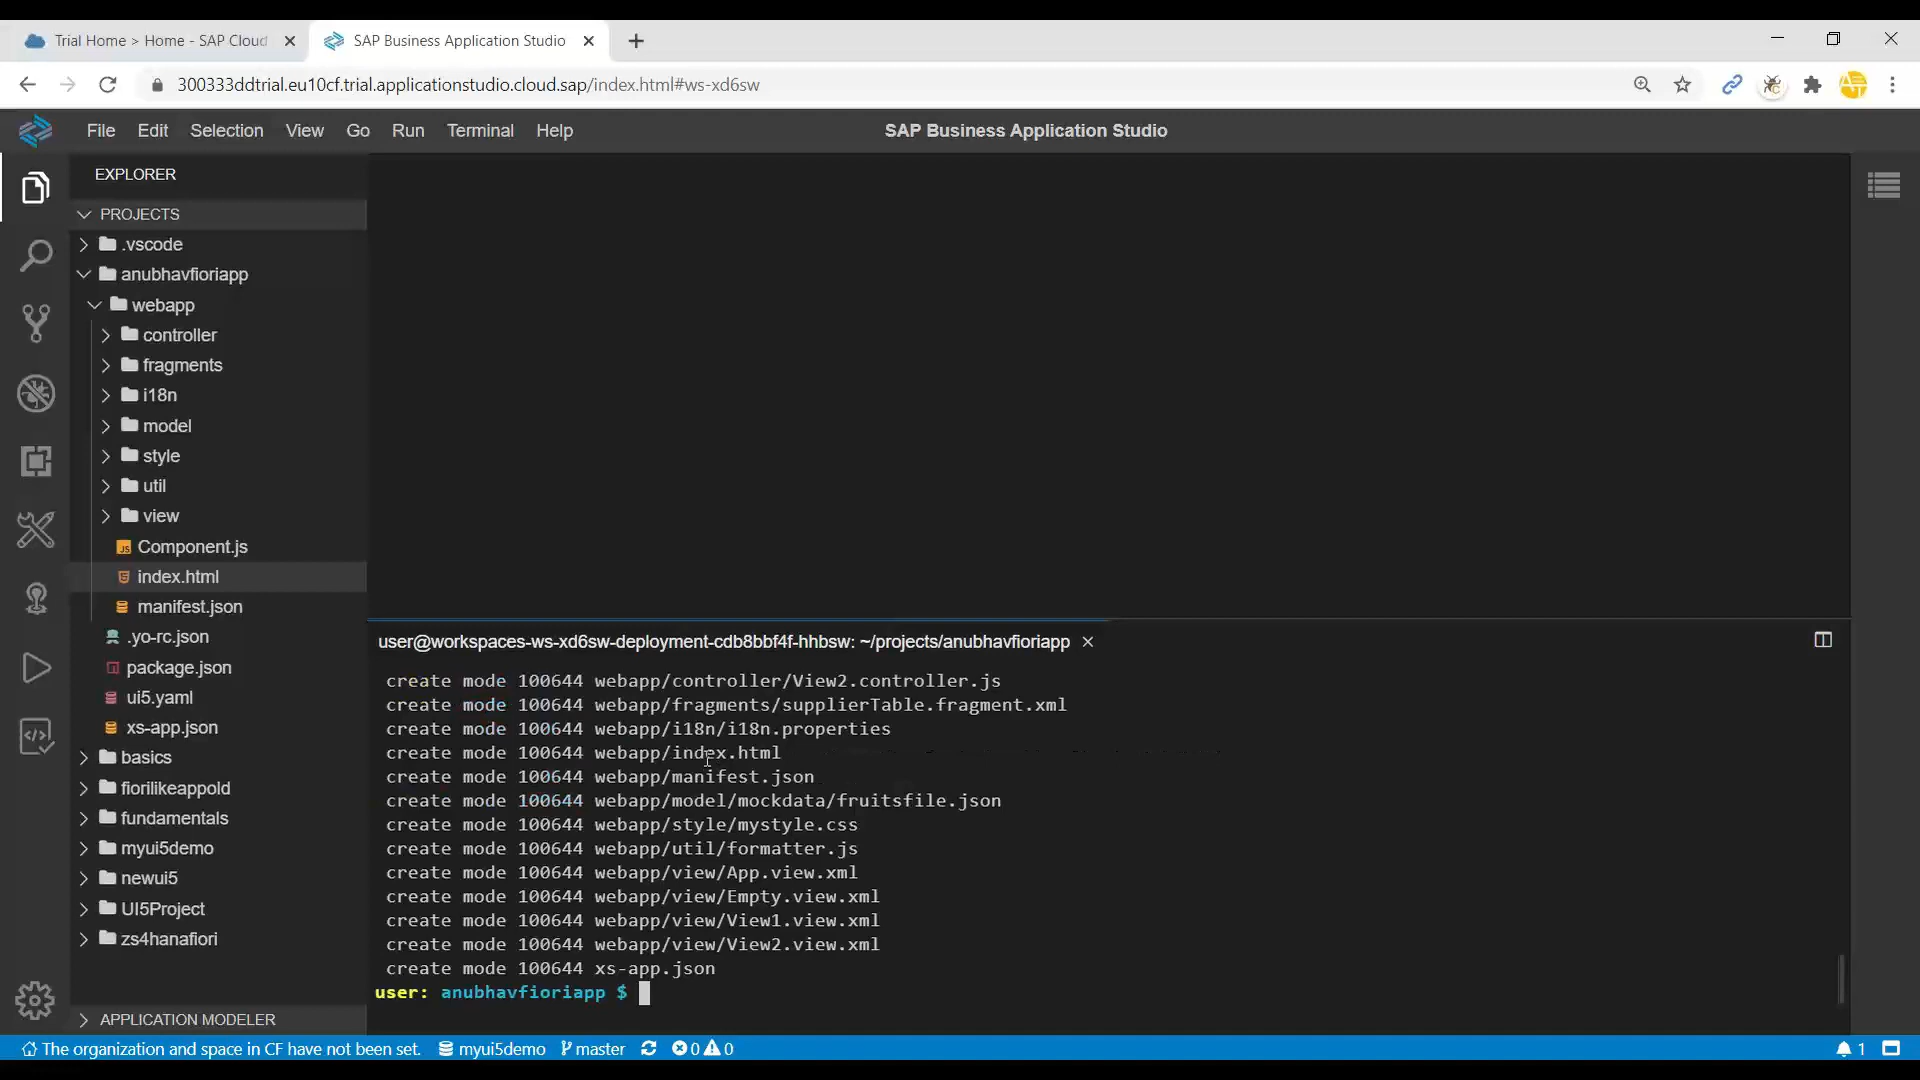 Trial Home > Home - SAP Cloud
SAP Business Application Studio
300333ddtrial.eu10cf.trial.applicationstudio.cloud.sap/index.html#ws-xd6sw
File Edit Selection View Go Run Terminal Help
SAP Business Application Studio
EXPLORER
PROJECTS
.vscode
anubhavfioriapp
webapp
controller
fragments
i18n
model
style
util
view
Component.js
index.html
manifest.json
.yo-rc.json
package.json
ui5.yaml
xs-app.json
basics
fiorilikeappold
fundamentals
myui5demo
newui5
UI5Project
zs4hanafiori
APPLICATION MODELER
user@workspaces-ws-xd6sw-deployment-cdb8bbf4f-hhbsw: ~/projects/anubhavfioriapp
create mode 100644 webapp/controller/View2.controller.js
create mode 100644 webapp/fragments/supplierTable.fragment.xml
create mode 100644 webapp/i18n/i18n.properties
create mode 100644 webapp/index.html
create mode 100644 webapp/manifest.json
create mode 100644 webapp/model/mockdata/fruitsfile.json
create mode 100644 webapp/style/mystyle.css
create mode 100644 webapp/util/formatter.js
create mode 100644 webapp/view/App.view.xml
create mode 100644 webapp/view/Empty.view.xml
create mode 100644 webapp/view/View1.view.xml
create mode 100644 webapp/view/View2.view.xml
create mode 100644 xs-app.json
user: anubhavfioriapp $
The organization and space in CF have not been set. myui5demo master 0 0 1